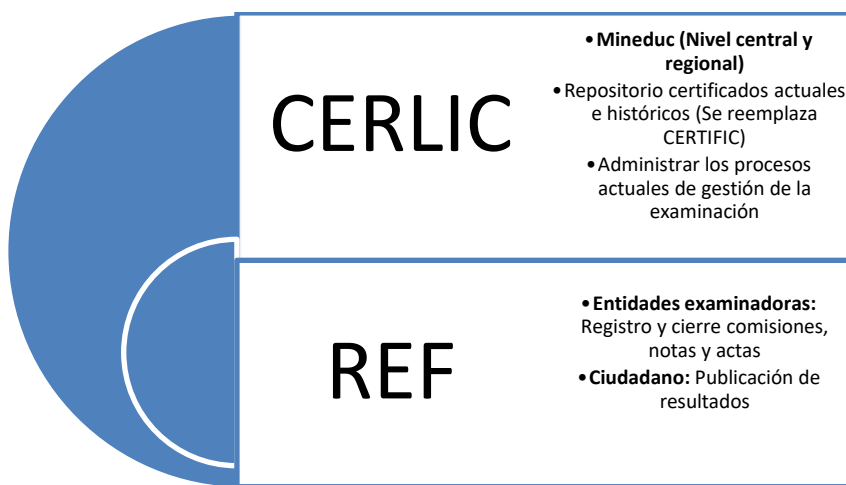 CERLIC
•Mineduc (Nivel central y
regional)
•Repositorio certificados actuales
e históricos (Se reemplaza
CERTIFIC)
•Administrar los procesos
actuales de gestión de la
examinación
REF
•Entidades examinadoras:
Registro y cierre comisiones,
notas y actas
•Ciudadano: Publicación de
resultados